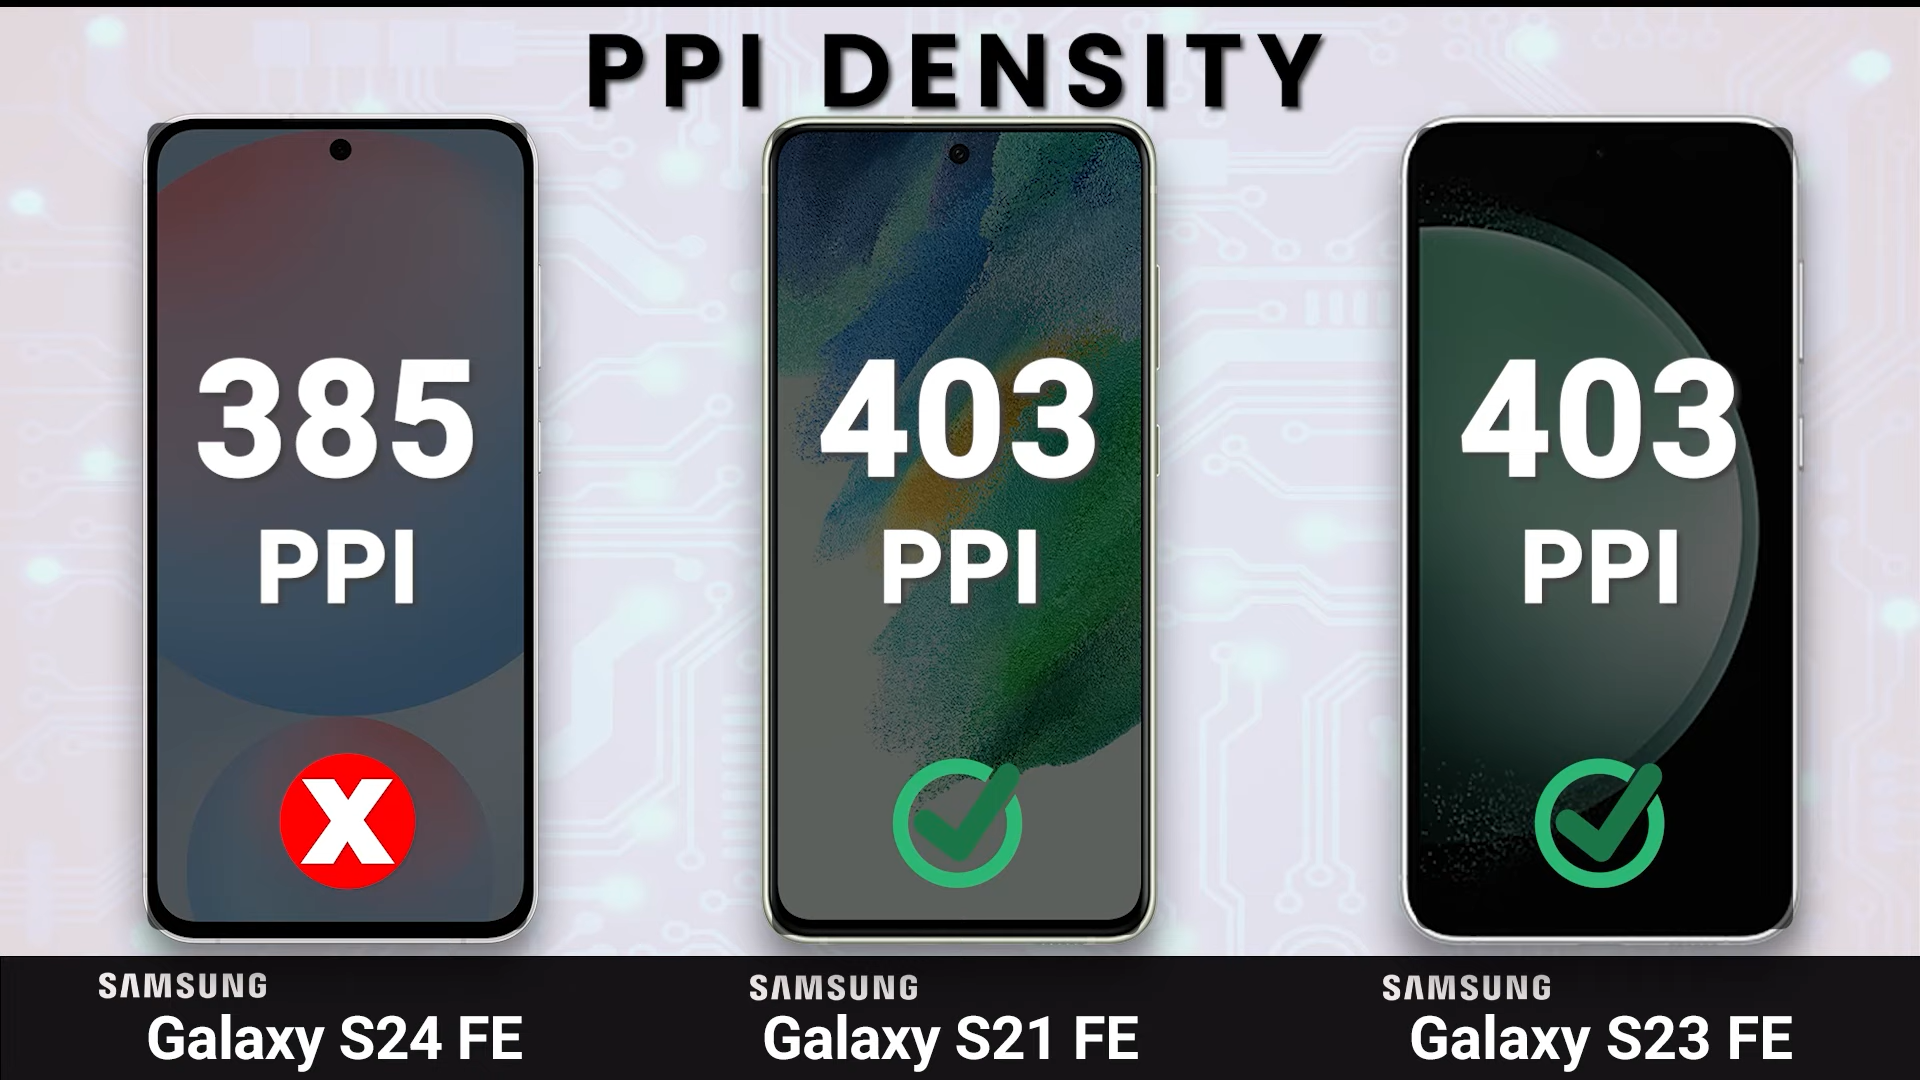 PPI DENSITY
385
PPI
X
403
PPI
403
PPI
SAMSUNG
Galaxy S24 FE
SAMSUNG
Galaxy S21 FE
SAMSUNG
Galaxy S23 FE